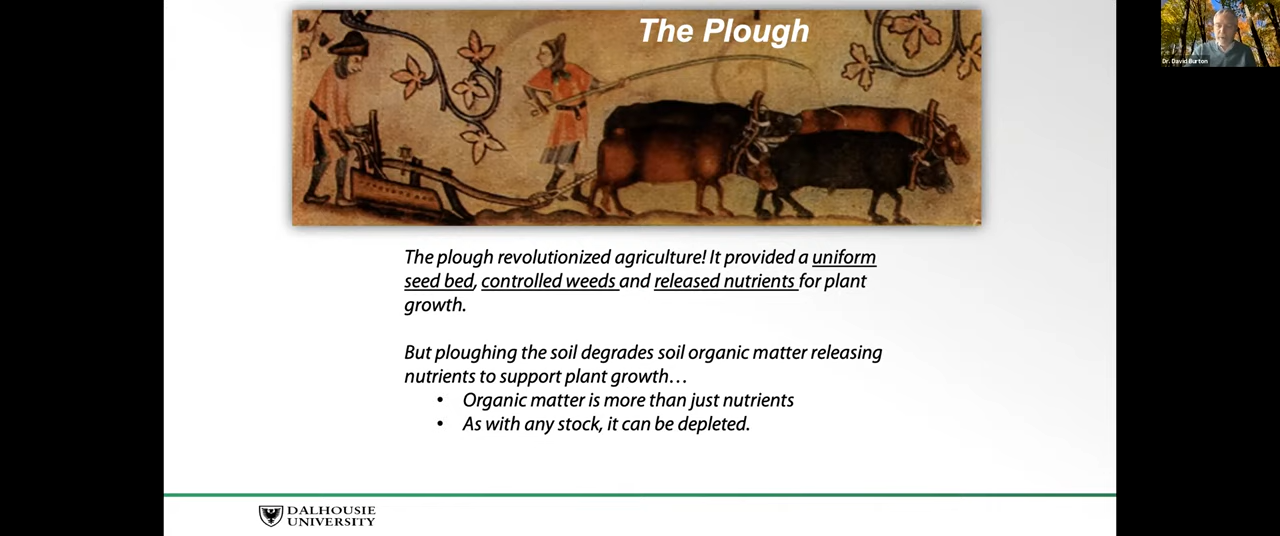 The Plough
Dr. David Burton
The plough revolutionized agriculture! It provided a uniform
seed bed, controlled weeds and released nutrients for plant
growth.
But ploughing the soil degrades soil organic matter releasing
nutrients to support plant growth…
• Organic matter is more than just nutrients
• As with any stock, it can be depleted.
DALHOUSIE
UNIVERSITY